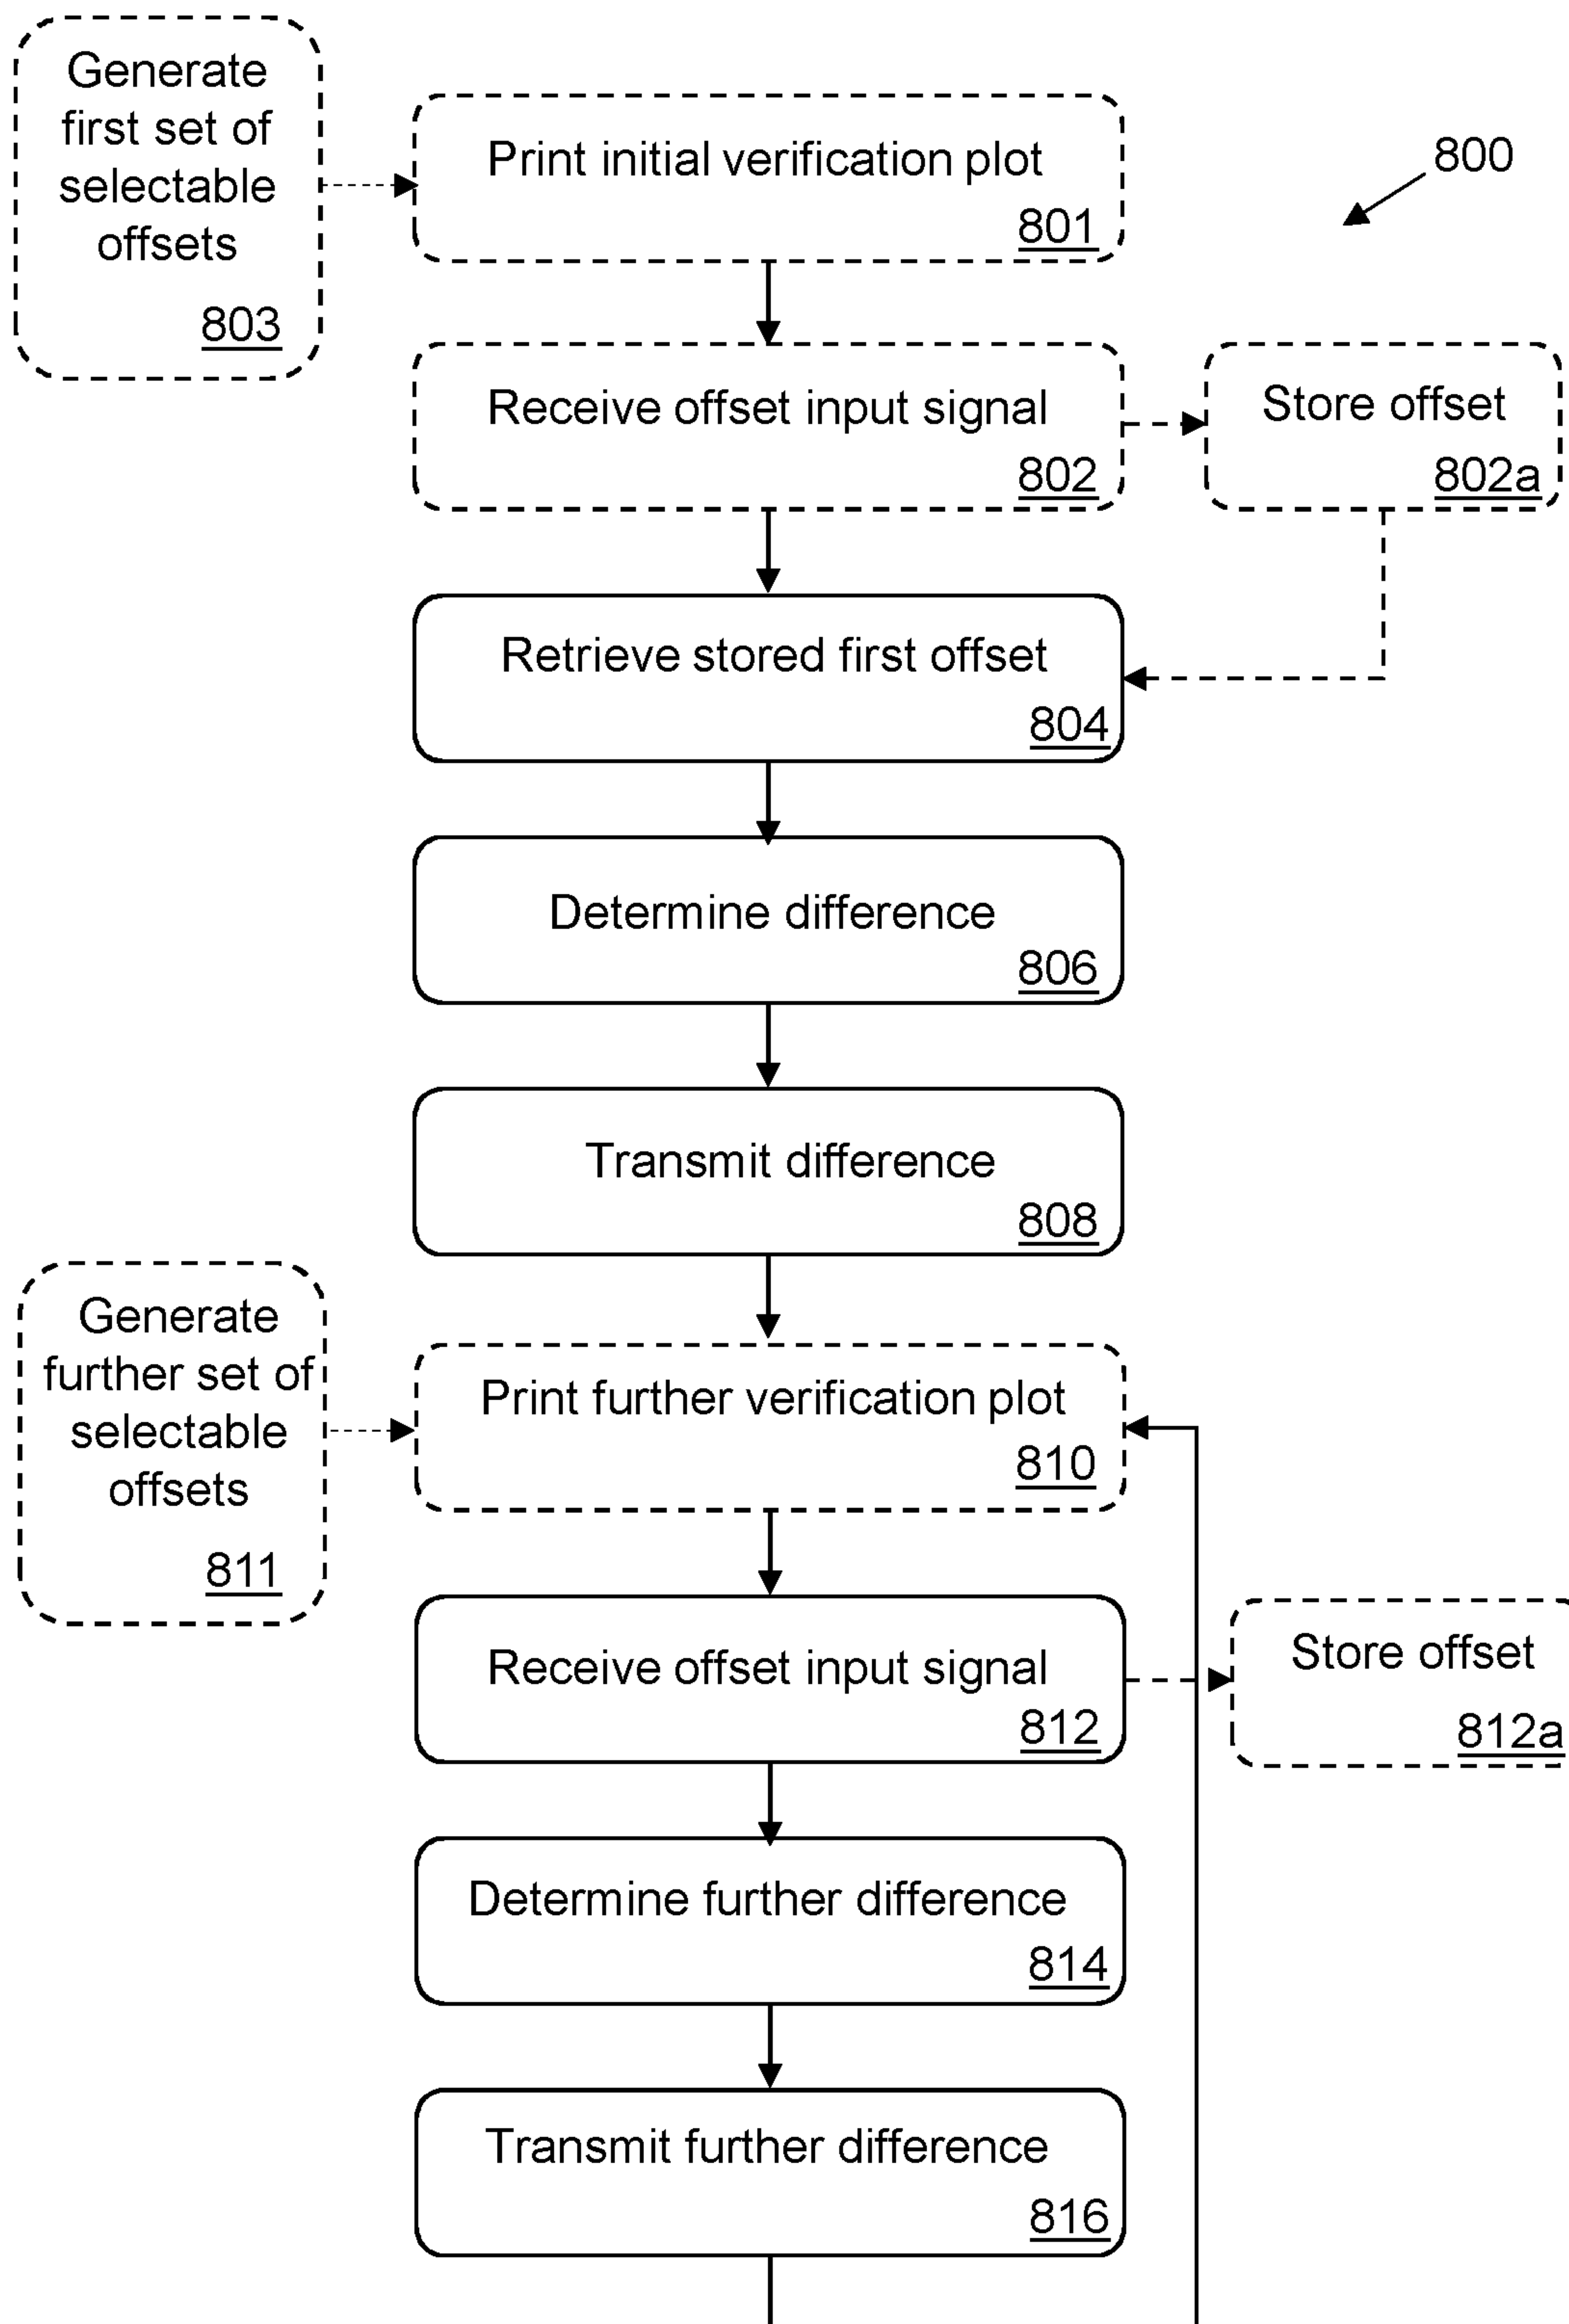 Generate
first set of
selectable
offsets
803
Print initial verification plot
801
800
Receive offset input signal
802
Store offset
802a
Retrieve stored first offset
804
Determine difference
806
Transmit difference
808
Generate
further set of
selectable
offsets
811
Print further verification plot
810
Receive offset input signal
812
Store offset
812a
Determine further difference
814
Transmit further difference
816